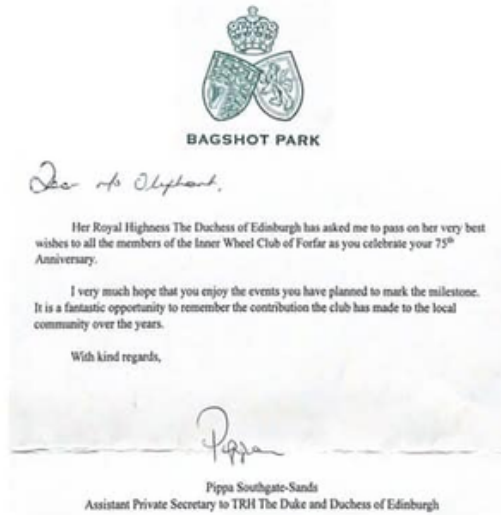 BAGSHOT PARK
Dear Mrs Oliphant,
Her Royal Highness The Duchess of Edinburgh has asked me to pass on her very best
wishes to all the members of the Inner Wheel Club of Forfar as you celebrate your 75th
Anniversary.
I very much hope that you enjoy the events you have planned to mark the milestone.
It is a fantastic opportunity to remember the contribution the club has made to the local
community over the years.
With kind regards,
Pippa
Pippa Southgate-Sands
Assistant Private Secretary to TRH The Duke and Duchess of Edinburgh